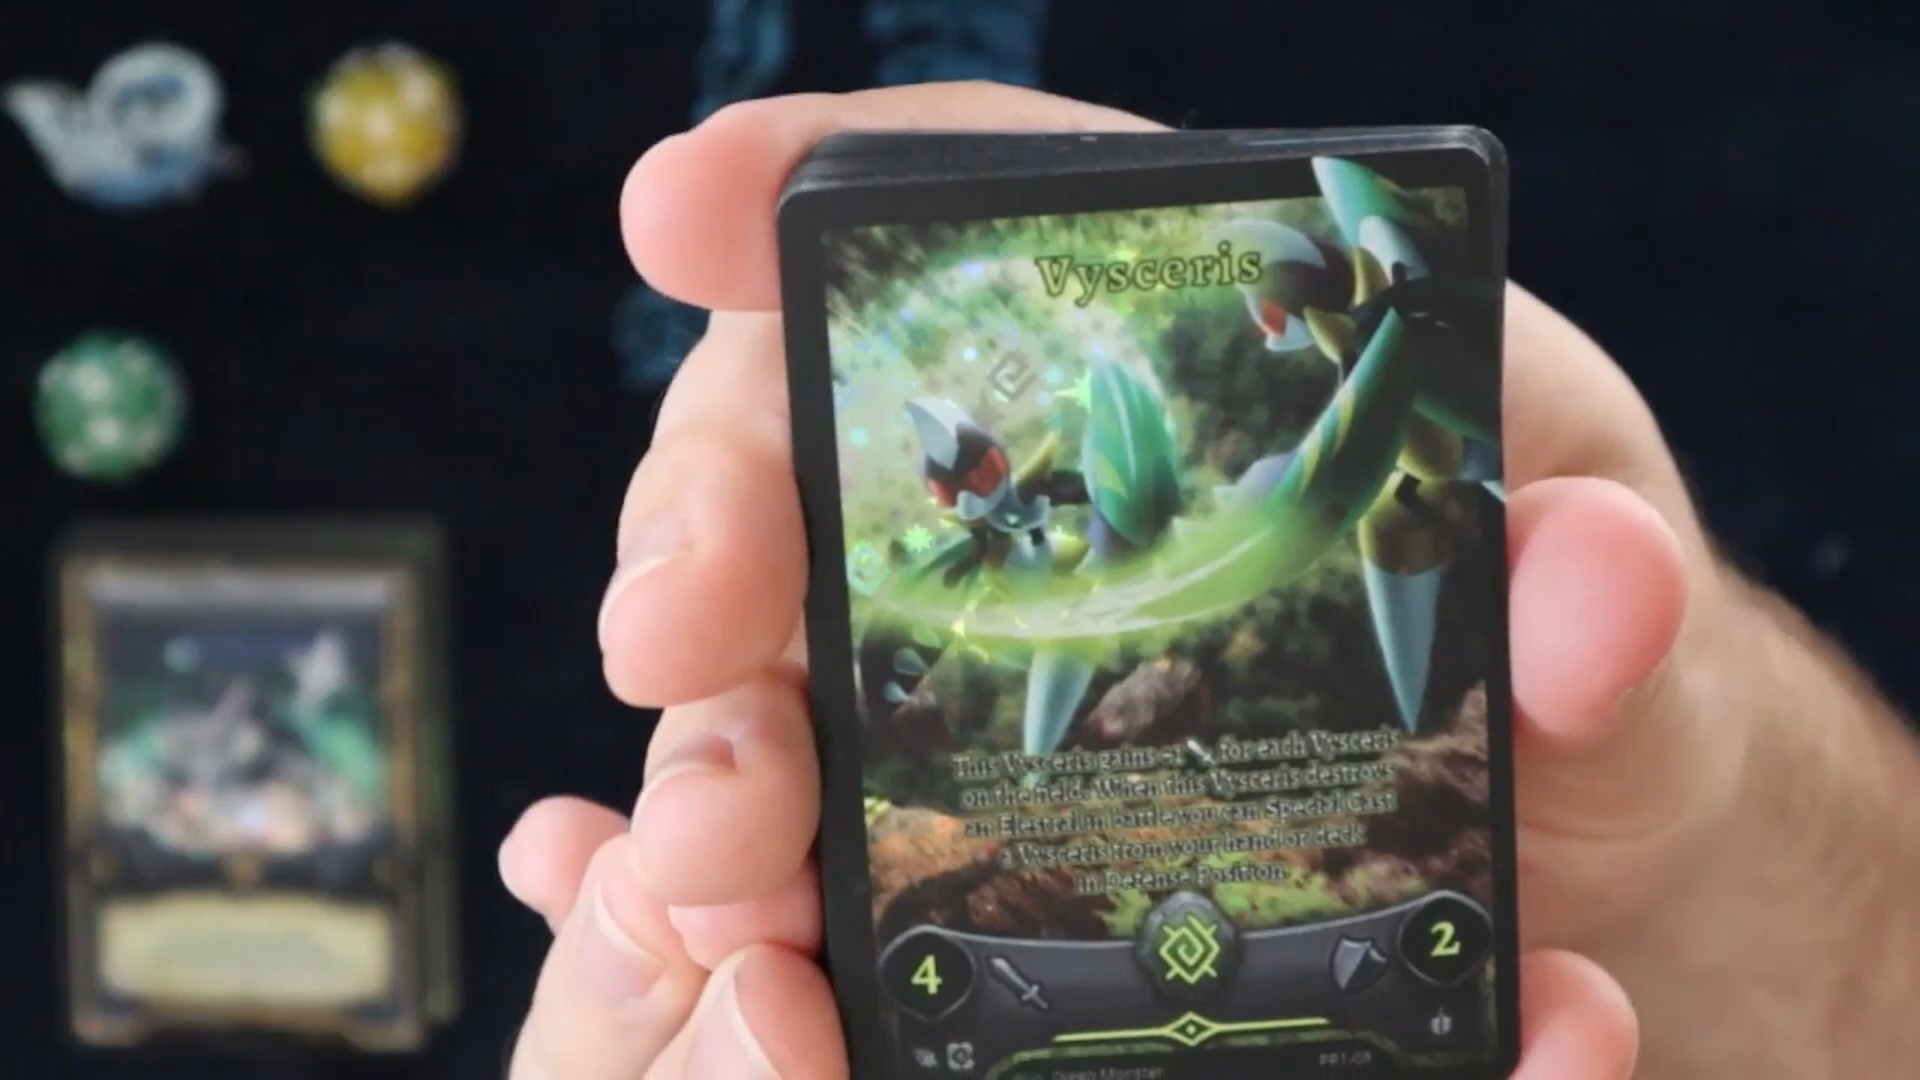 Vysceris
This Vysceris gains -1 for each Vysceris
on the field. When this Vysceris destroys
an Elestral in battle you can Special Cast
a Vysceris from your hand or deck
in Defense Position.
4
2